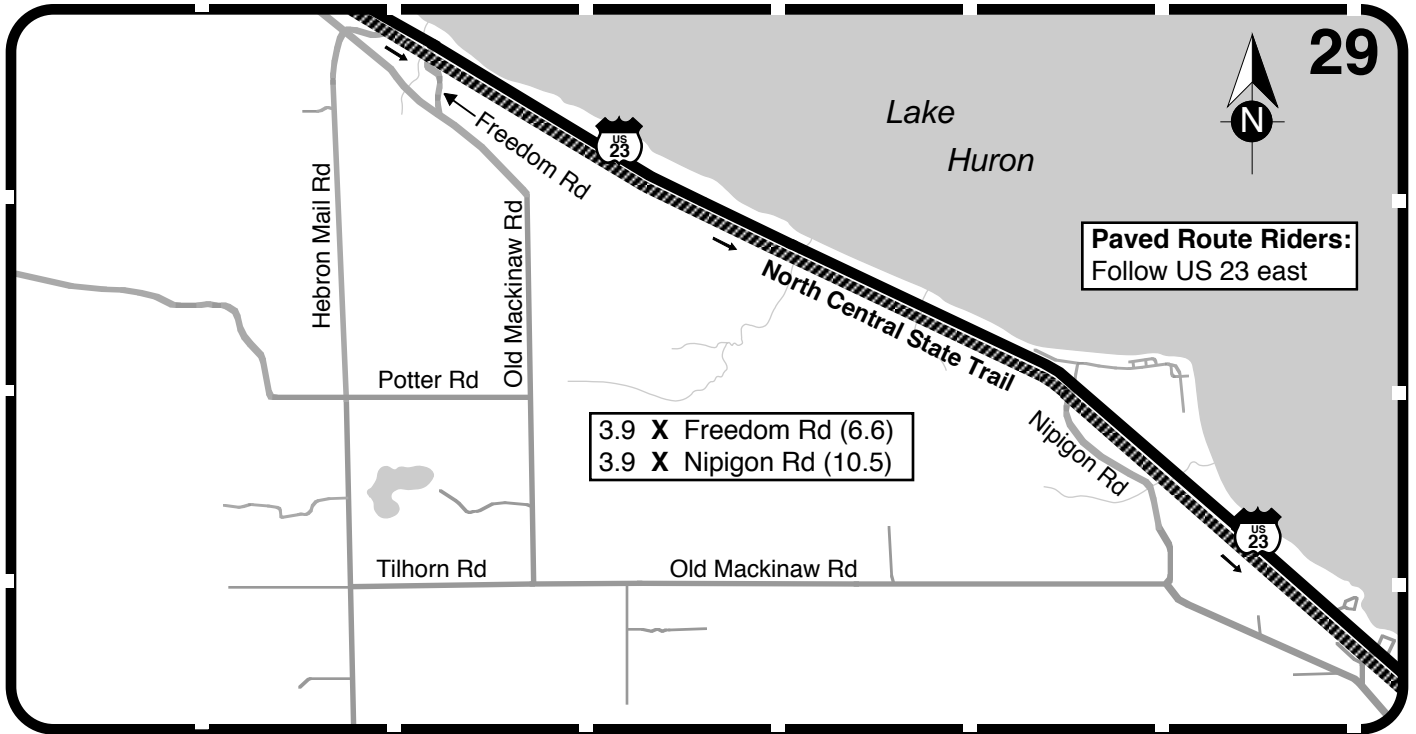 29
Lake
Huron
N
US
23
Freedom Rd
Hebron Mail Rd
Old Mackinaw Rd
Paved Route Riders:
Follow US 23 east
North Central State Trail
Potter Rd
3.9 X Freedom Rd (6.6)
3.9 X Nipigon Rd (10.5)
Nipigon Rd
US
23
Tilhorn Rd
Old Mackinaw Rd